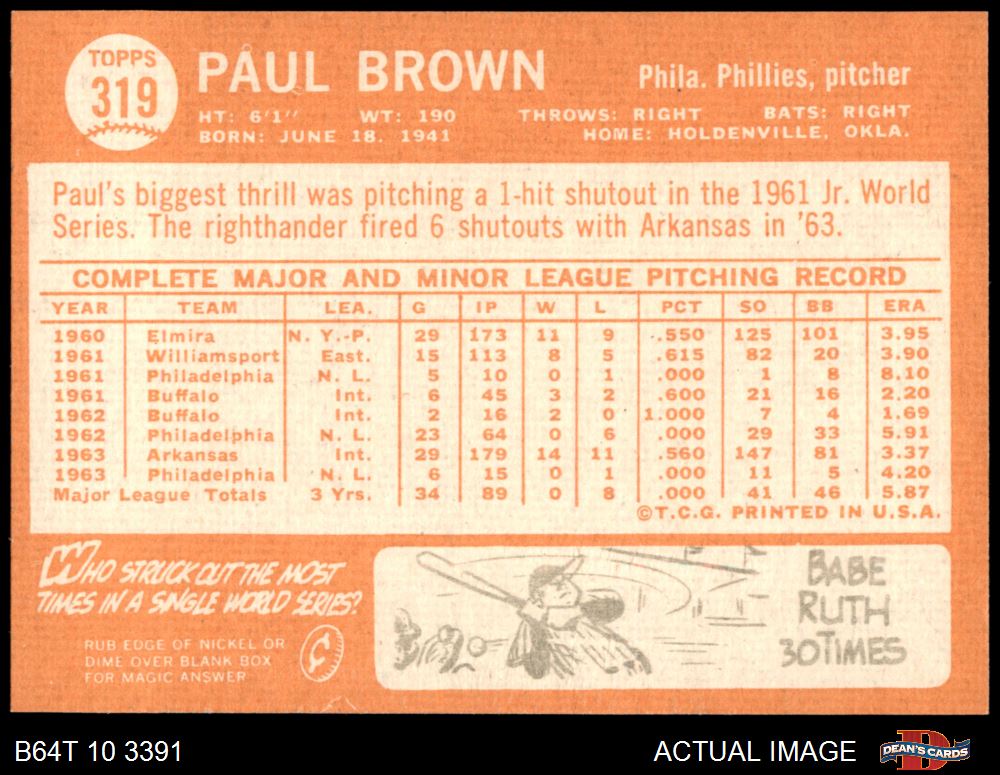 TOPPS
319
PAUL BROWN
Phila. Phillies, pitcher
HT: 6'1" WT: 190 THROWS: RIGHT BATS: RIGHT
BORN: JUNE 18, 1941 HOME: HOLDENVILLE, OKLA.
Paul's biggest thrill was pitching a 1-hit shutout in the 1961 Jr. World
Series. The righthander fired 6 shutouts with Arkansas in '63.
COMPLETE MAJOR AND MINOR LEAGUE PITCHING RECORD
YEAR TEAM LEA. G IP W L PCT SO BB ERA
1960 Elmira N. Y.-P. 29 173 11 9 .550 125 101 3.95
1961 Williamsport East. 15 113 8 5 .615 82 20 3.90
1961 Philadelphia N. L. 5 10 0 1 .000 1 8 8.10
1961 Buffalo Int. 6 45 3 2 .600 21 16 2.20
1962 Buffalo Int. 2 16 2 0 1.000 7 4 1.69
1962 Philadelphia N. L. 23 64 0 6 .000 29 33 5.91
1963 Arkansas Int. 29 179 14 11 .560 147 81 3.37
1963 Philadelphia N. L. 6 15 0 1 .000 11 5 4.20
Major League Totals 3 Yrs. 34 89 0 8 .000 41 46 5.87
©T.C.G. PRINTED IN U.S.A.
WHO STRUCK OUT THE MOST
TIMES IN A SINGLE WORLD SERIES?
RUB EDGE OF NICKEL OR
DIME OVER BLANK BOX
FOR MAGIC ANSWER
BABE
RUTH
30 TIMES
B64T 10 3391
ACTUAL IMAGE
D
DEAN'S CARDS